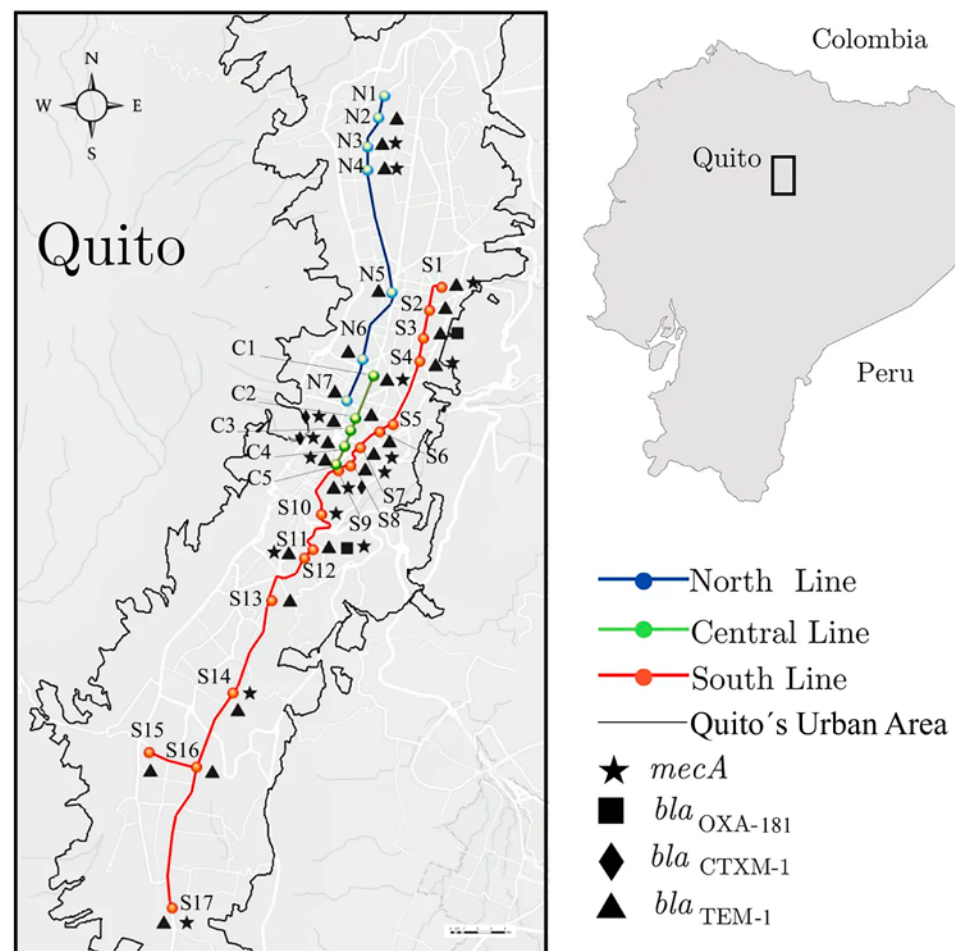 N
W E
S
Quito
N1
N2
N3
N4
N5
S1
S2
S3
N6
C1
S4
N7
C2
C3
S5
C4
S6
C5
S7
S8
S9
S10
S11
S12
S13
S14
S15
S16
S17
Colombia
Quito
Peru
North Line
Central Line
South Line
Quito´s Urban Area
mecA
bla OXA-181
bla CTXM-1
bla TEM-1